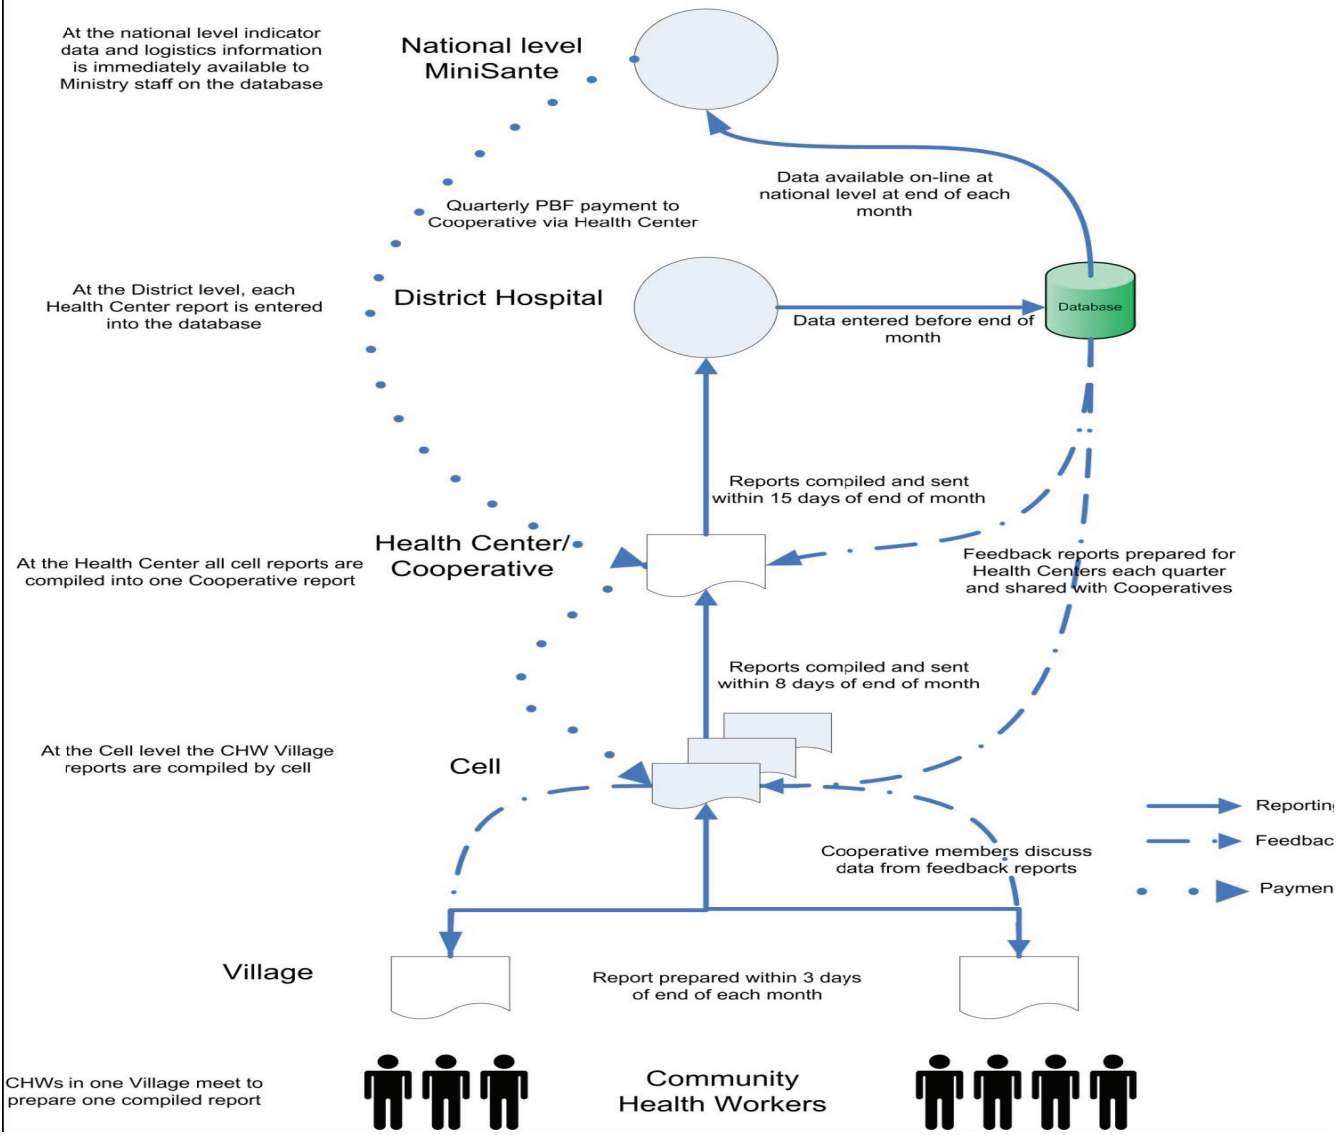 At the national level indicator
data and logistics information
is immediately available to
Ministry staff on the database
National level
MiniSante
Data available on-line at
national level at end of each
month
Quarterly PBF payment to
Cooperative via Health Center
At the District level, each
Health Center report is entered
into the database
District Hospital
Database
Data entered before end of
month
Reports compiled and sent
within 15 days of end of month
Health Center/
Cooperative
At the Health Center all cell reports are
compiled into one Cooperative report
Feedback reports prepared for
Health Centers each quarter
and shared with Cooperatives
Reports compiled and sent
within 8 days of end of month
At the Cell level the CHW Village
reports are compiled by cell
Cell
Cooperative members discuss
data from feedback reports
Reporting
Feedbac
Paymen
Village
Report prepared within 3 days
of end of each month
CHWs in one Village meet to
prepare one compiled report
Community
Health Workers